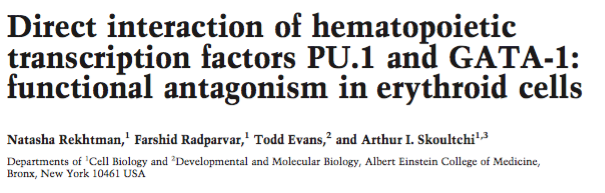 Direct interaction of hematopoietic
transcription factors PU.1 and GATA-1:
functional antagonism in erythroid cells
Natasha Rekhtman,¹ Farshid Radparvar,¹ Todd Evans,² and Arthur I. Skoultchi¹,³
Departments of ¹Cell Biology and ²Developmental and Molecular Biology, Albert Einstein College of Medicine,
Bronx, New York 10461 USA